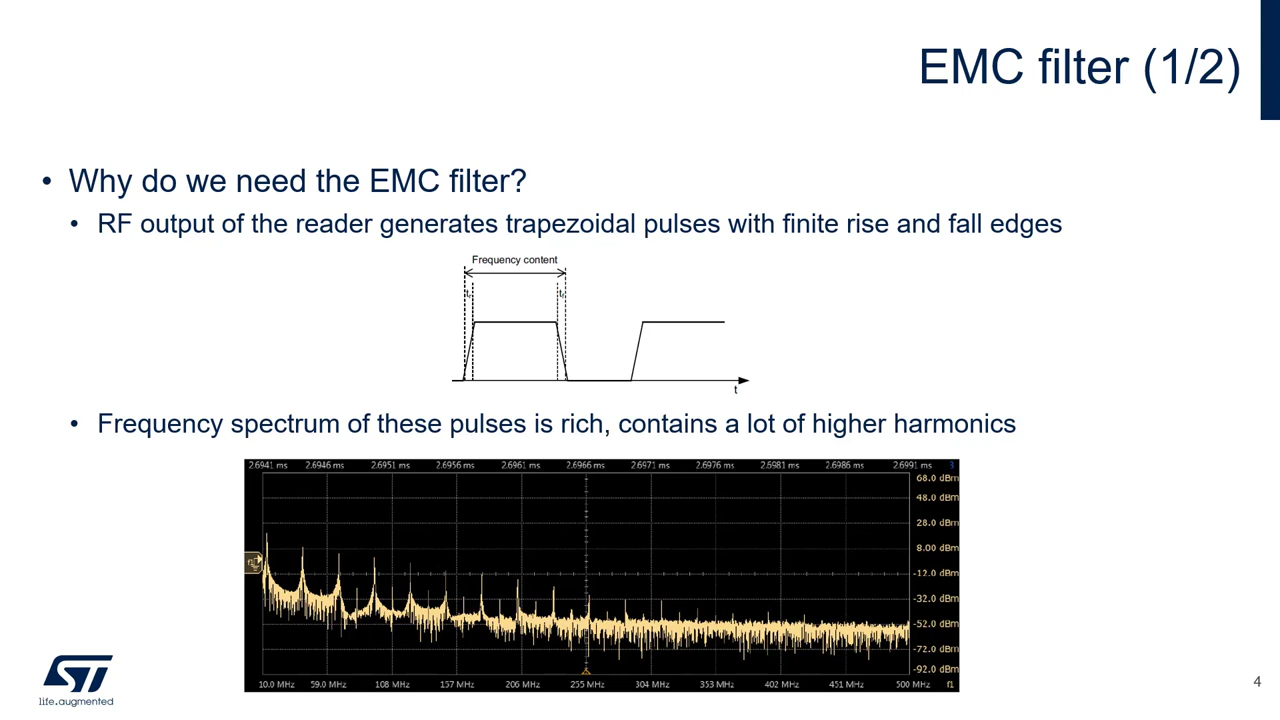 EMC filter (1/2)
• Why do we need the EMC filter?
• RF output of the reader generates trapezoidal pulses with finite rise and fall edges
Frequency content
tr tf
t
• Frequency spectrum of these pulses is rich, contains a lot of higher harmonics
2.6941 ms 2.6946 ms 2.6951 ms 2.6956 ms 2.6961 ms 2.6966 ms 2.6971 ms 2.6976 ms 2.6981 ms 2.6986 ms 2.6991 ms 3
68.0 dBm
48.0 dBm
28.0 dBm
8.00 dBm
-12.0 dBm
-32.0 dBm
-52.0 dBm
-72.0 dBm
-92.0 dBm
10.0 MHz 59.0 MHz 108 MHz 157 MHz 206 MHz 255 MHz 304 MHz 353 MHz 402 MHz 451 MHz 500 MHz f1
ST
life.augmented
4